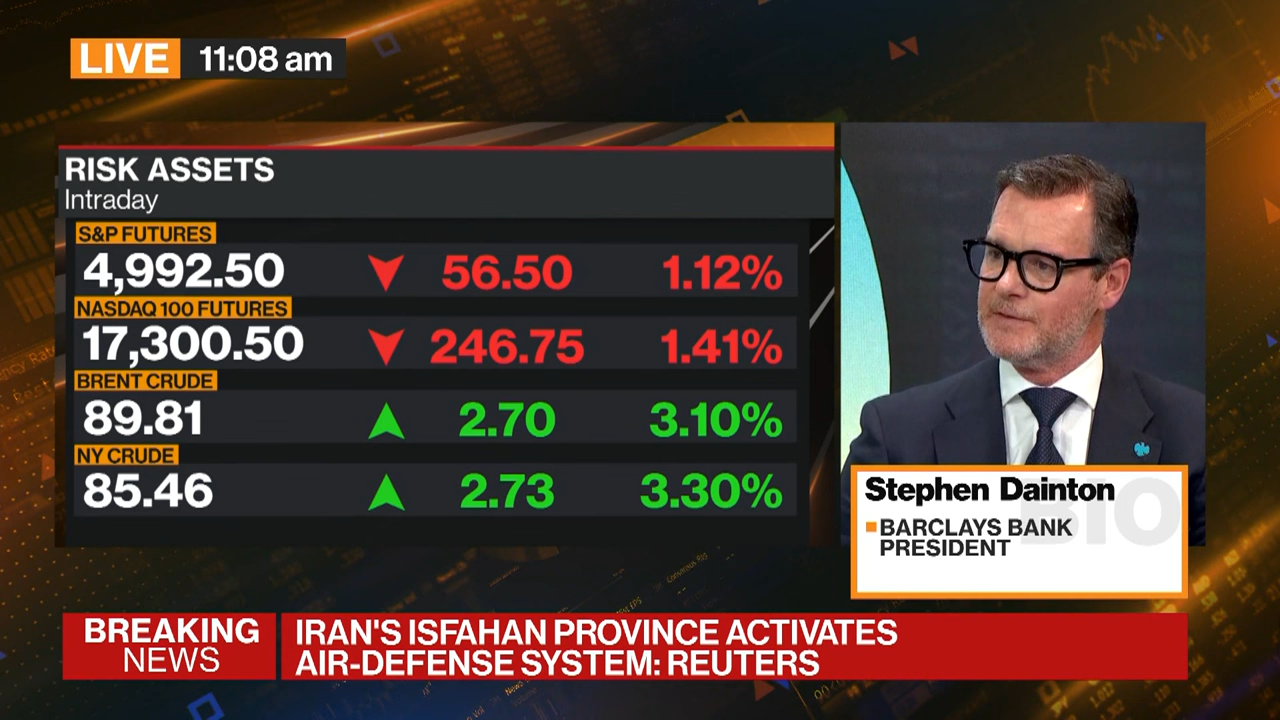 LIVE 11:08 am
RISK ASSETS
Intraday
S&P FUTURES
4,992.50 56.50 1.12%
NASDAQ 100 FUTURES
17,300.50 246.75 1.41%
BRENT CRUDE
89.81 2.70 3.10%
NY CRUDE
85.46 2.73 3.30%
BIO
Stephen Dainton
BARCLAYS BANK
PRESIDENT
BREAKING
NEWS
IRAN'S ISFAHAN PROVINCE ACTIVATES
AIR-DEFENSE SYSTEM: REUTERS